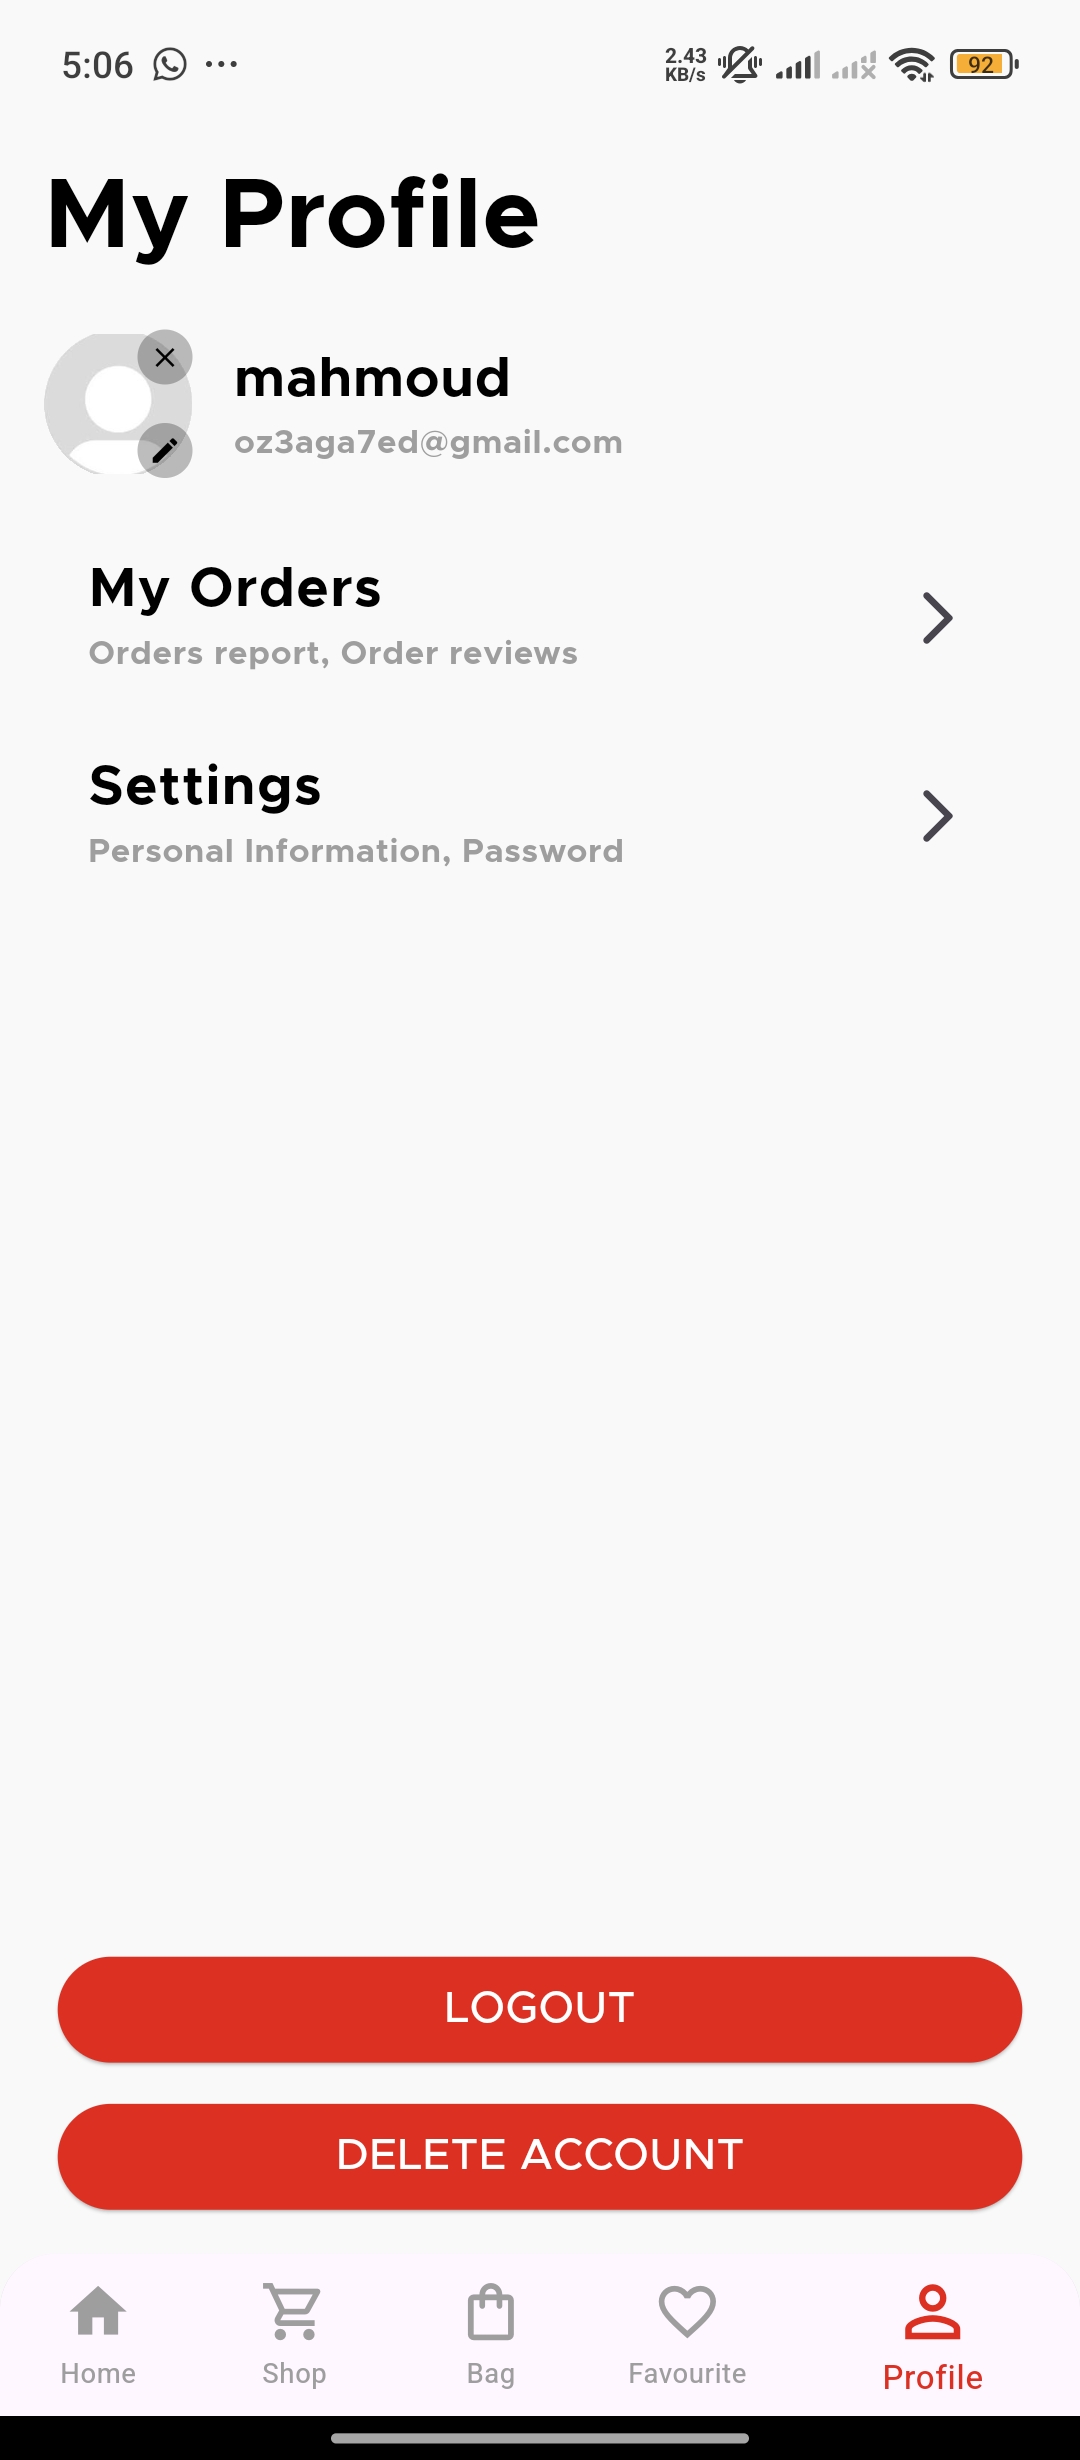 5:06
2.43
KB/s
92
My Profile
mahmoud
oz3aga7ed@gmail.com
My Orders
Orders report, Order reviews
Settings
Personal Information, Password
LOGOUT
DELETE ACCOUNT
Home
Shop
Bag
Favourite
Profile